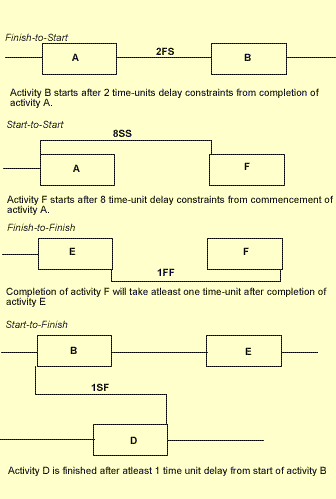 Finish-to-Start
2FS
A
B
Activity B starts after 2 time-units delay constraints from completion of
activity A.
Start-to-Start
8SS
A
F
Activity F starts after 8 time-unit delay constraints from commencement of
activity A.
Finish-to-Finish
E
F
1FF
Completion of activity F will take atleast one time-unit after completion of
activity E
Start-to-Finish
B
E
1SF
D
Activity D is finished after atleast 1 time unit delay from start of activity B